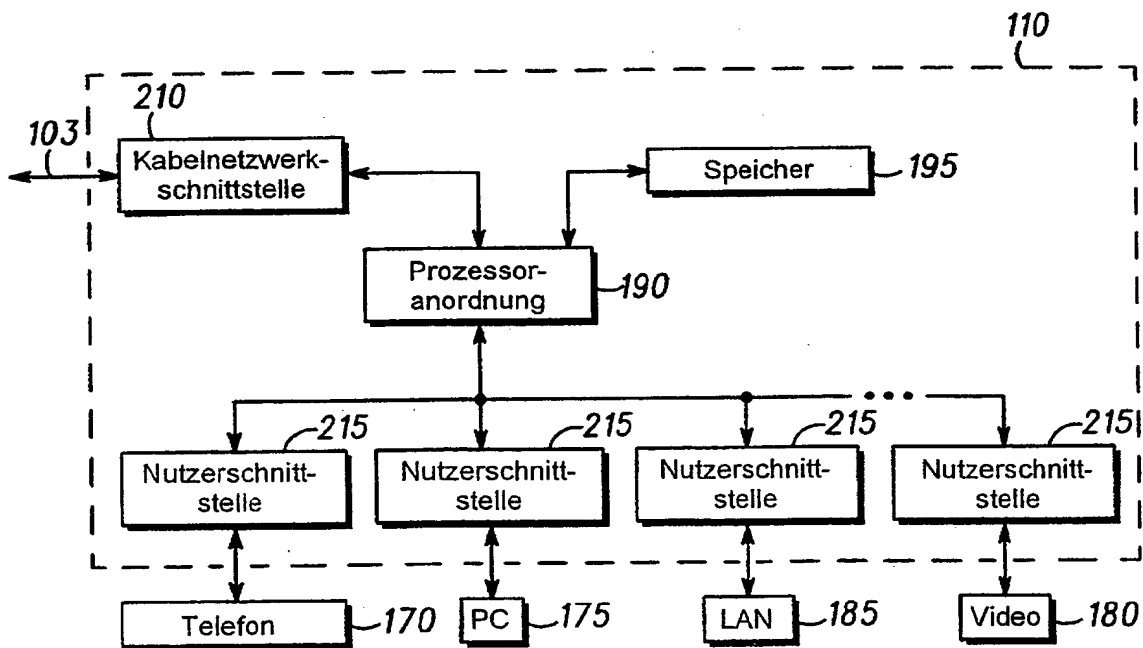 110
210
103
Kabelnetzwerk-
schnittstelle
Speicher
195
Prozessor-
anordnung
190
215
215
215
215
Nutzerschnitt-
stelle
Nutzerschnitt-
stelle
Nutzerschnitt-
stelle
Nutzerschnitt-
stelle
Telefon
170
PC
175
LAN
185
Video
180